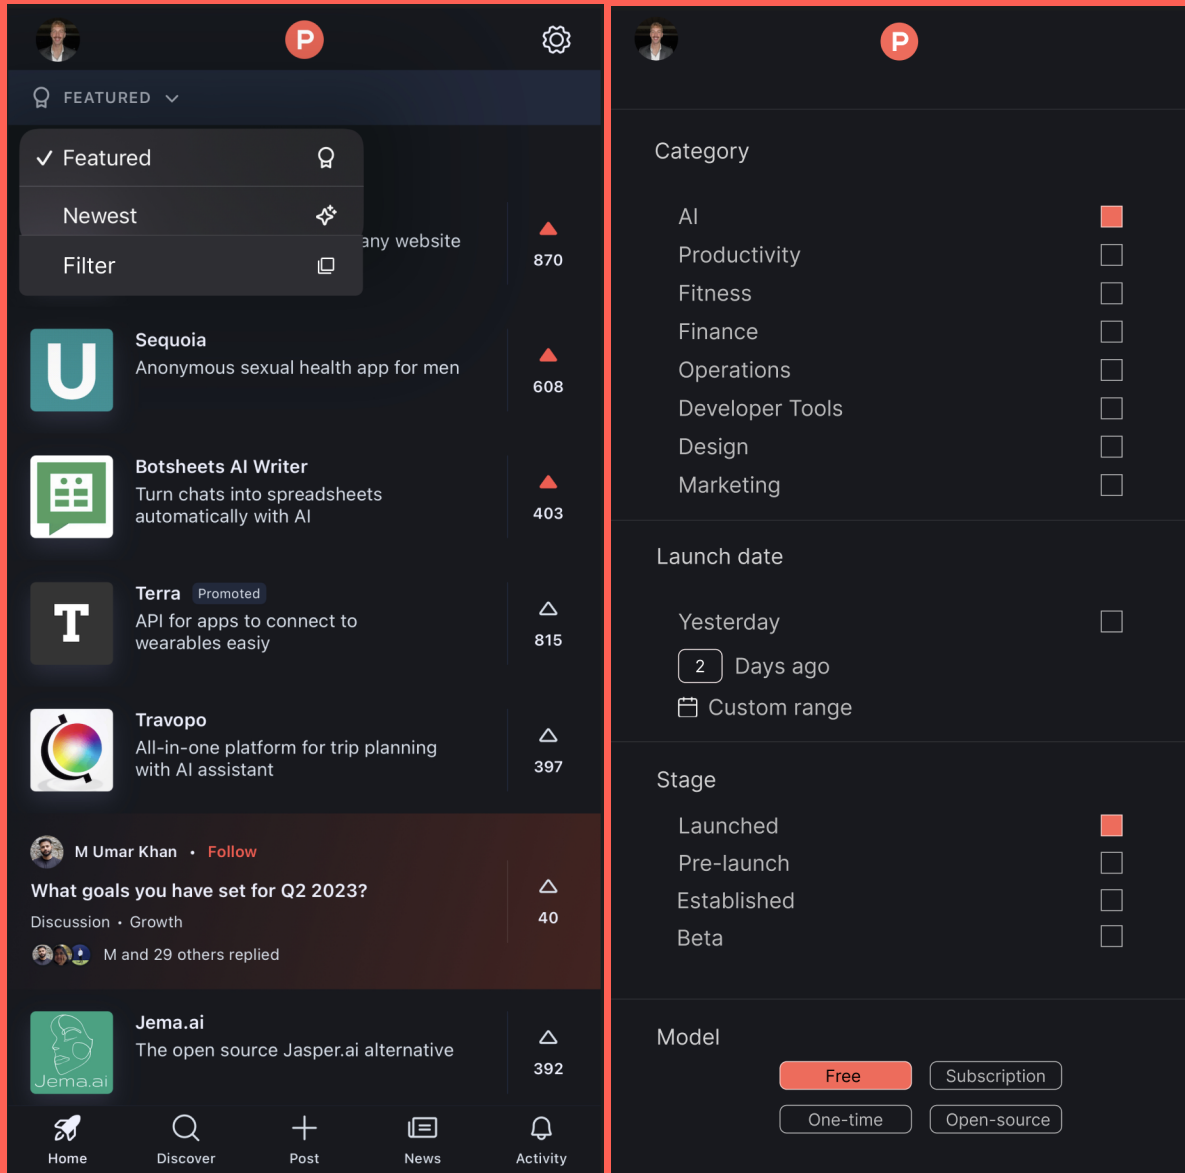 P
FEATURED
Featured
Newest
Filter
any website
870
U
Sequoia
Anonymous sexual health app for men
608
Botsheets AI Writer
Turn chats into spreadsheets
automatically with AI
403
T
Terra Promoted
API for apps to connect to
wearables easiy
815
Travopo
All-in-one platform for trip planning
with AI assistant
397
M Umar Khan • Follow
What goals you have set for Q2 2023?
Discussion • Growth
M and 29 others replied
40
Jema.ai
Jema.ai
The open source Jasper.ai alternative
392
Home
Discover
Post
News
Activity
P
Category
AI
Productivity
Fitness
Finance
Operations
Developer Tools
Design
Marketing
Launch date
Yesterday
2 Days ago
Custom range
Stage
Launched
Pre-launch
Established
Beta
Model
Free
Subscription
One-time
Open-source